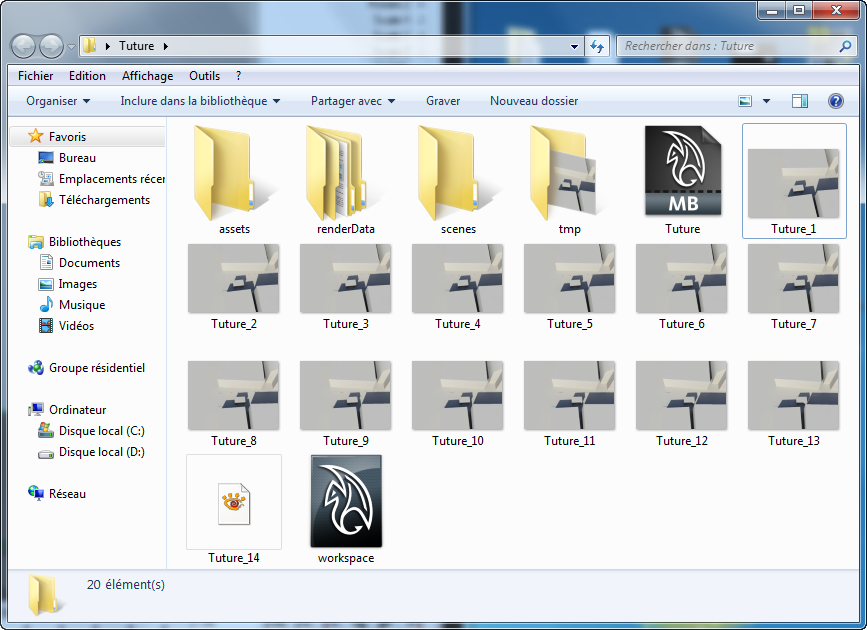 Tuture
Rechercher dans : Tuture
Fichier Edition Affichage Outils ?
Organiser Inclure dans la bibliothèque Partager avec Graver Nouveau dossier
Favoris
Bureau
Emplacements récer
Téléchargements
Bibliothèques
Documents
Images
Musique
Vidéos
Groupe résidentiel
Ordinateur
Disque local (C:)
Disque local (D:)
Réseau
MB
assets renderData scenes tmp Tuture Tuture_1
Tuture_2 Tuture_3 Tuture_4 Tuture_5 Tuture_6 Tuture_7
Tuture_8 Tuture_9 Tuture_10 Tuture_11 Tuture_12 Tuture_13
Tuture_14 workspace
20 élément(s)